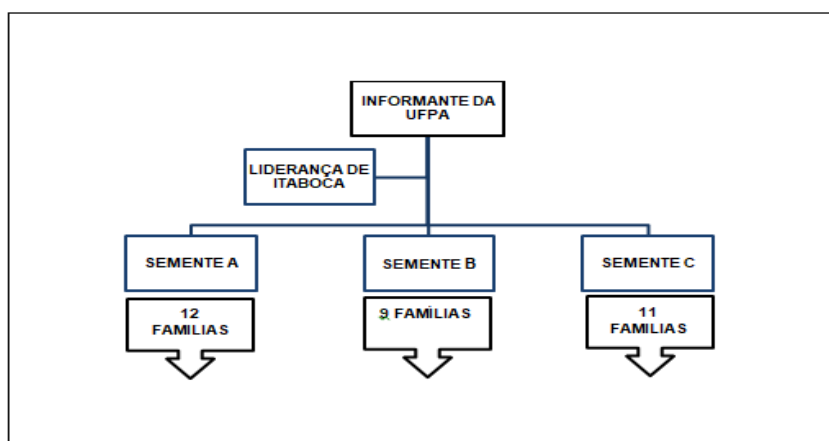 INFORMANTE DA
UFPA
LIDERANÇA DE
ITABOCA
SEMENTE A
SEMENTE B
SEMENTE C
12
FAMILIAS
9 FAMÍLIAS
11
FAMILIAS